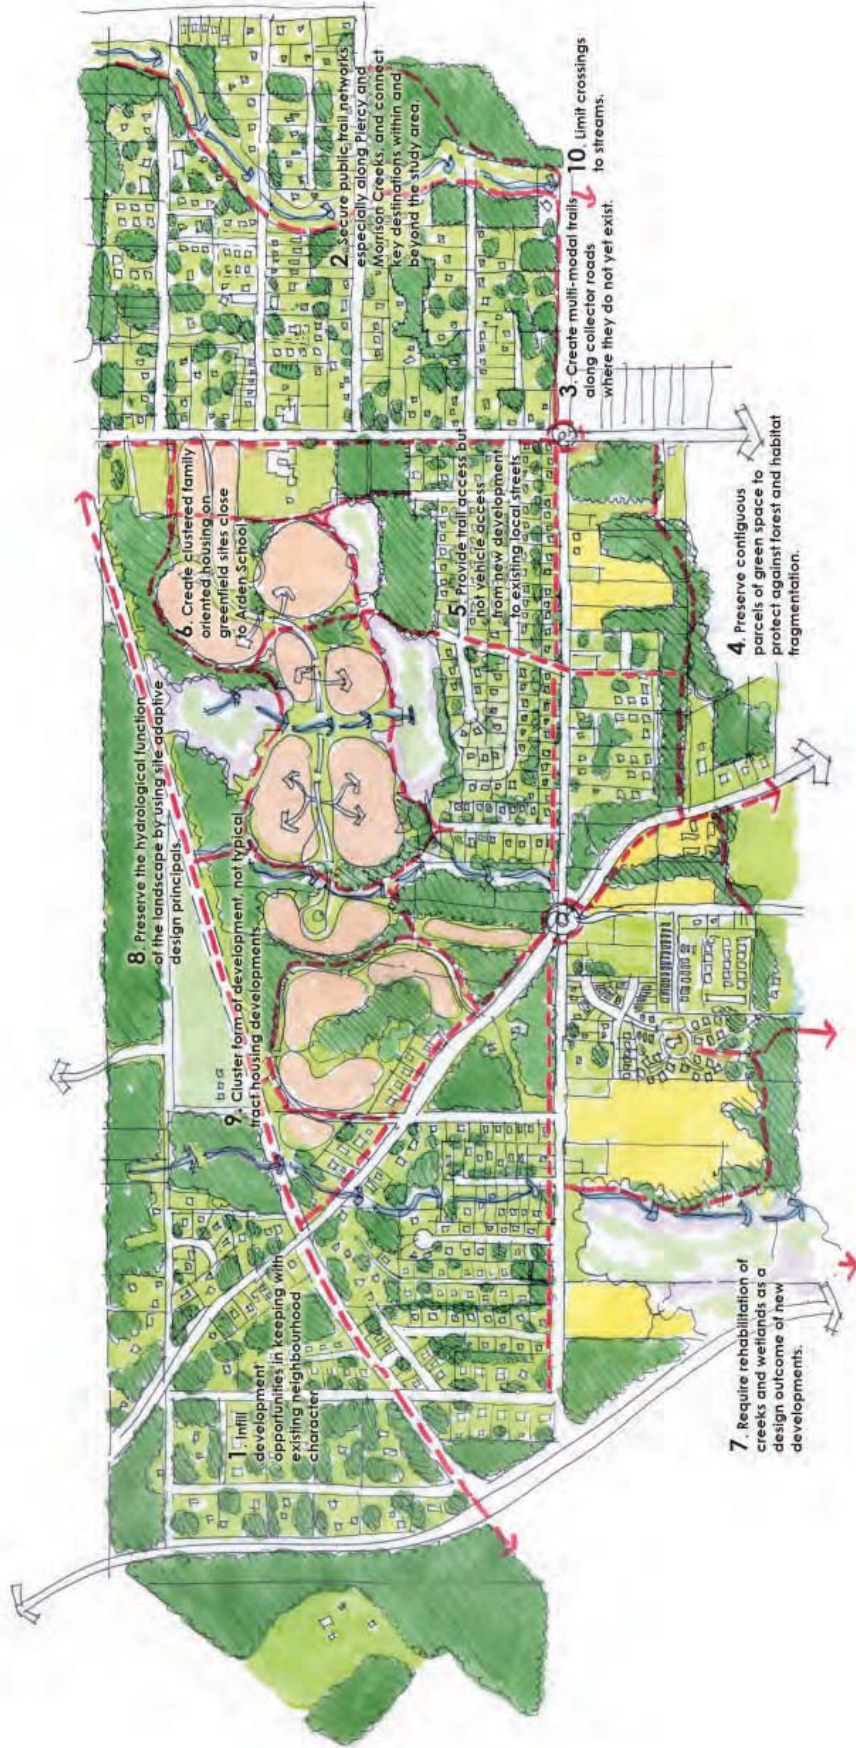 1. Infill
development
opportunities in keeping with
existing neighbourhood
character
2. Secure public trail networks
especially along Piercy and
Morrison Creeks, and connect
key destinations within and
beyond the study area.
3. Create multi-modal trails
along collector roads
where they do not yet exist.
4. Preserve contiguous
parcels of green space to
protect against forest and habitat
fragmentation.
5. Provide trail access but
not vehicle access
from new development
to existing local streets
6. Create clustered family
oriented housing on
greenfield sites close
to Arden School
7. Require rehabilitation of
creeks and wetlands as a
design outcome of new
developments.
8. Preserve the hydrological function
of the landscape by using site adaptive
design principals.
9. Cluster form of development, not typical
tract housing developments.
10. Limit crossings
to streams.